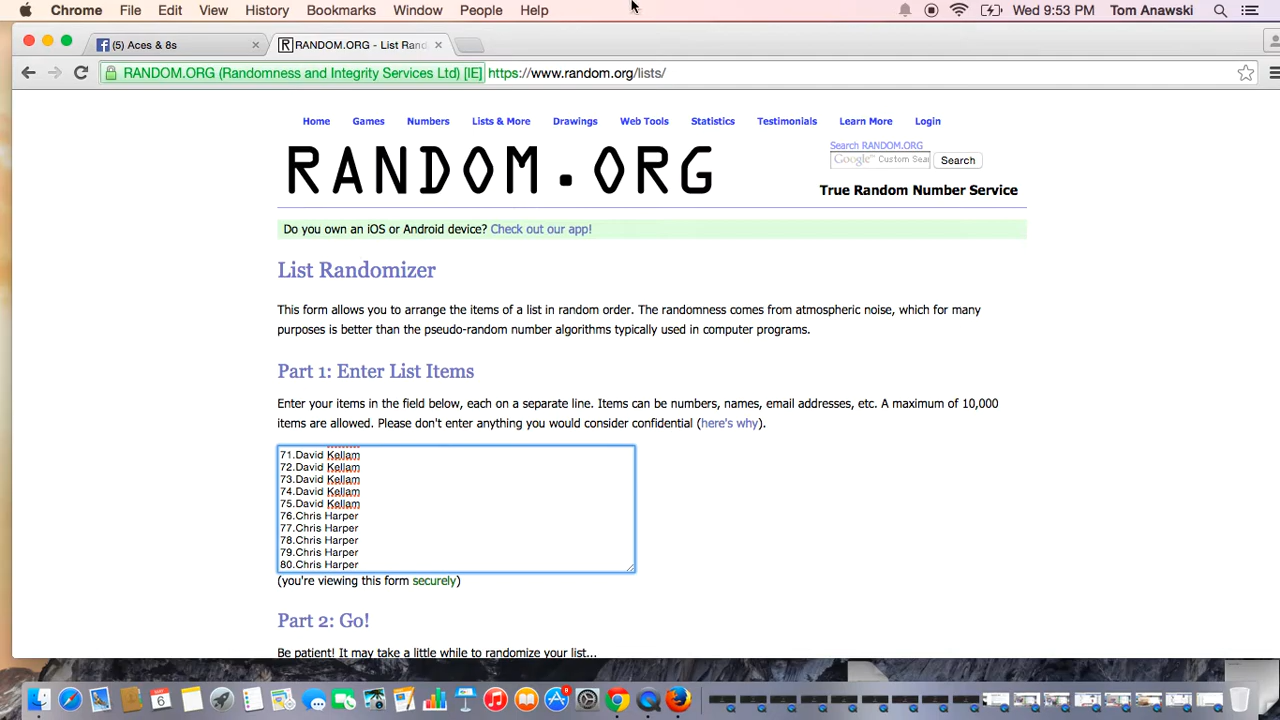 Chrome File Edit View History Bookmarks Window People Help Wed 9:53 PM Tom Anawski
(5) Aces & 8s RANDOM.ORG - List Rand
RANDOM.ORG (Randomness and Integrity Services Ltd) [IE] https://www.random.org/lists/
Home Games Numbers Lists & More Drawings Web Tools Statistics Testimonials Learn More Login
Search RANDOM.ORG
Google™ Custom Sear Search
RANDOM.ORG
True Random Number Service
Do you own an iOS or Android device? Check out our app!
List Randomizer
This form allows you to arrange the items of a list in random order. The randomness comes from atmospheric noise, which for many
purposes is better than the pseudo-random number algorithms typically used in computer programs.
Part 1: Enter List Items
Enter your items in the field below, each on a separate line. Items can be numbers, names, email addresses, etc. A maximum of 10,000
items are allowed. Please don't enter anything you would consider confidential (here's why).
71.David Kellam
72.David Kellam
73.David Kellam
74.David Kellam
75.David Kellam
76.Chris Harper
77.Chris Harper
78.Chris Harper
79.Chris Harper
80.Chris Harper
(you're viewing this form securely)
Part 2: Go!
Be patient! It may take a little while to randomize your list...
6
8